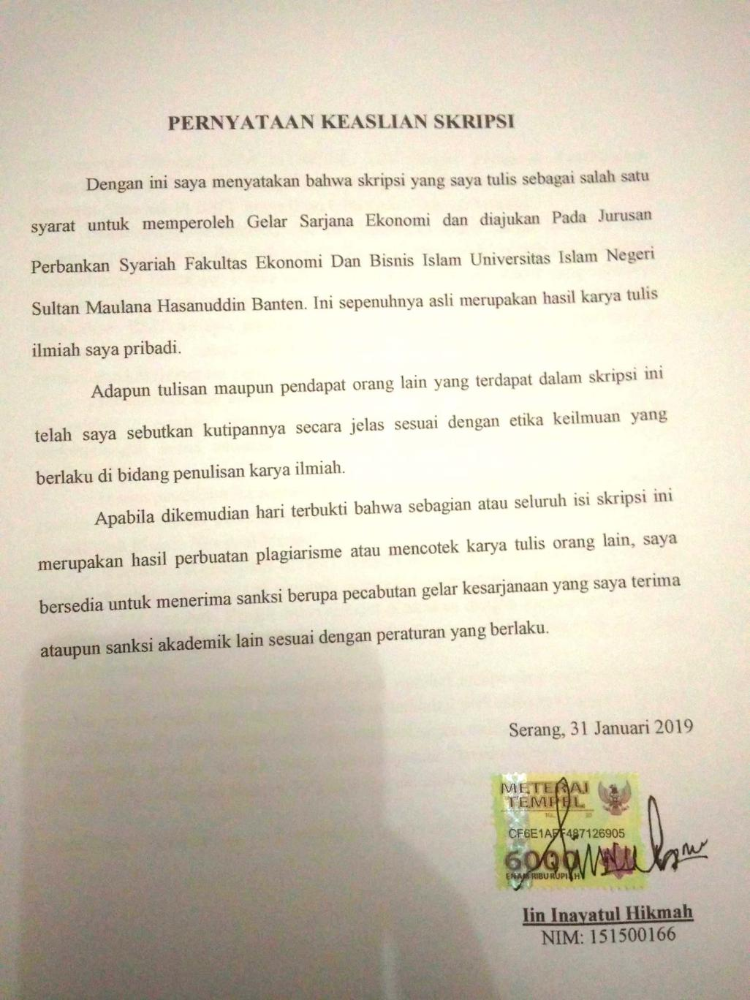 PERNYATAAN KEASLIAN SKRIPSI
Dengan ini saya menyatakan bahwa skripsi yang saya tulis sebagai salah satu
syarat untuk memperoleh Gelar Sarjana Ekonomi dan diajukan Pada Jurusan
Perbankan Syariah Fakultas Ekonomi Dan Bisnis Islam Universitas Islam Negeri
Sultan Maulana Hasanuddin Banten. Ini sepenuhnya asli merupakan hasil karya tulis
ilmiah saya pribadi.
Adapun tulisan maupun pendapat orang lain yang terdapat dalam skripsi ini
telah saya sebutkan kutipannya secara jelas sesuai dengan etika keilmuan yang
berlaku di bidang penulisan karya ilmiah.
Apabila dikemudian hari terbukti bahwa sebagian atau seluruh isi skripsi ini
merupakan hasil perbuatan plagiarisme atau mencotek karya tulis orang lain, saya
bersedia untuk menerima sanksi berupa pecabutan gelar kesarjanaan yang saya terima
ataupun sanksi akademik lain sesuai dengan peraturan yang berlaku.
Serang, 31 Januari 2019
METERAI
TEMPEL
6000
ENAM RIBU RUPIAH
Iin Inayatul Hikmah
NIM: 151500166